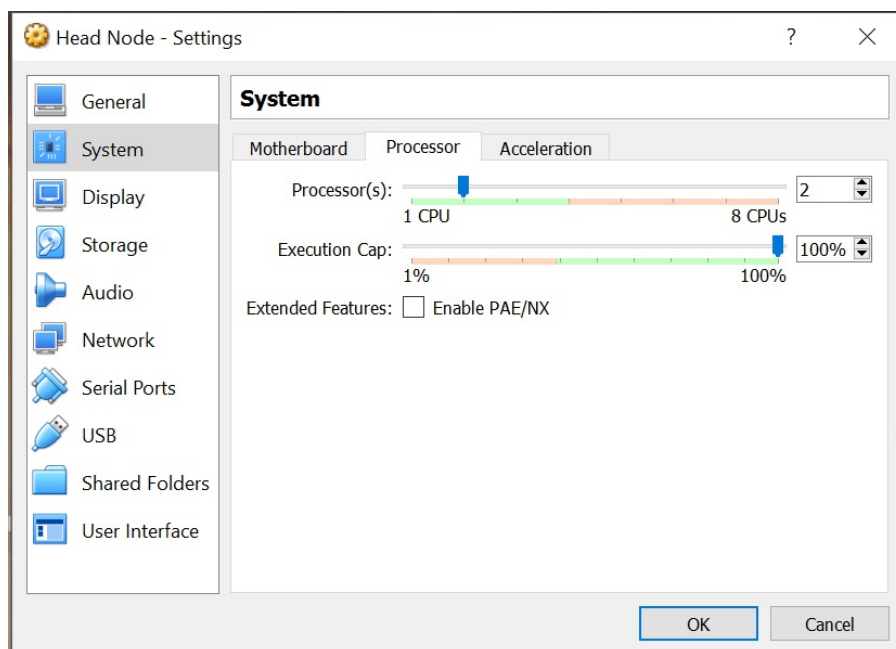 Head Node - Settings ?
General
System
Display
Storage
Audio
Network
Serial Ports
USB
Shared Folders
User Interface
System
Motherboard Processor Acceleration
Processor(s): 2
1 CPU 8 CPUs
Execution Cap: 100%
1% 100%
Extended Features: Enable PAE/NX
OK Cancel